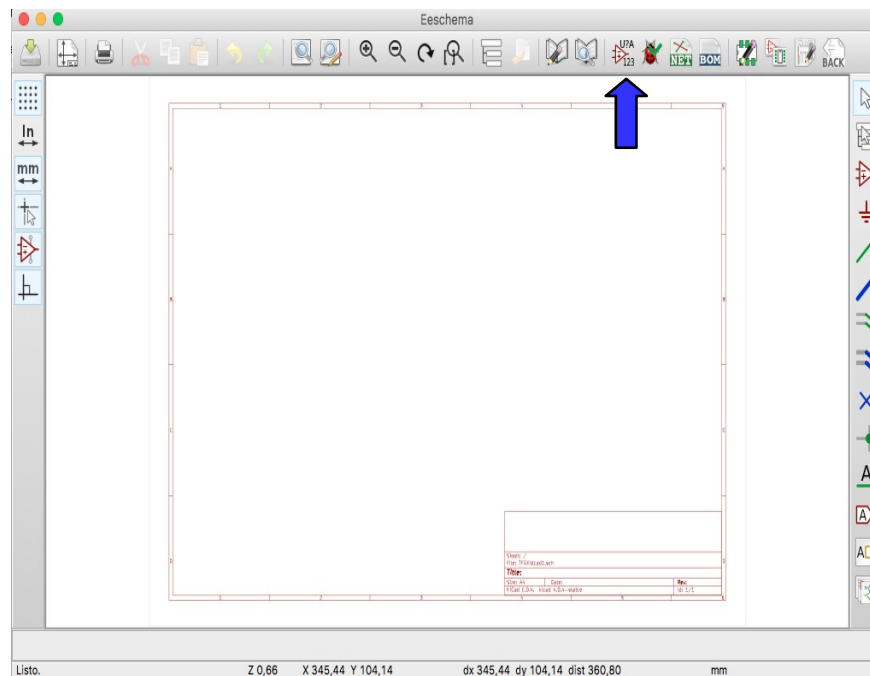 Eeschema
U?A
123
NET
BOM
BACK
In
mm
A
A
A
Sheet: /
Title:
Size: A4 Date: Rev:
Id: 1/1
Listo. Z 0,66 X 345,44 Y 104,14 dx 345,44 dy 104,14 dist 360,80 mm